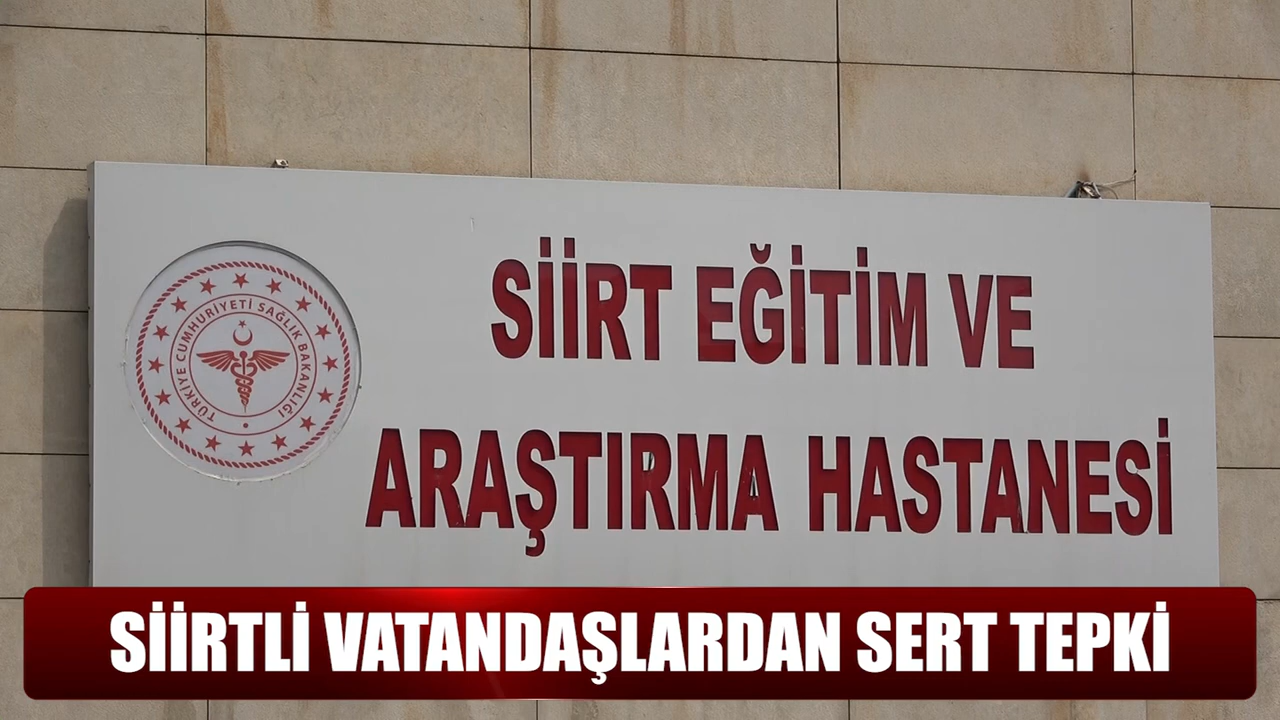 TÜRKİYE CUMHURİYETİ SAĞLIK BAKANLIĞI
SİİRT EĞİTİM VE
ARAŞTIRMA HASTANESİ
SİİRTLİ VATANDAŞLARDAN SERT TEPKİ